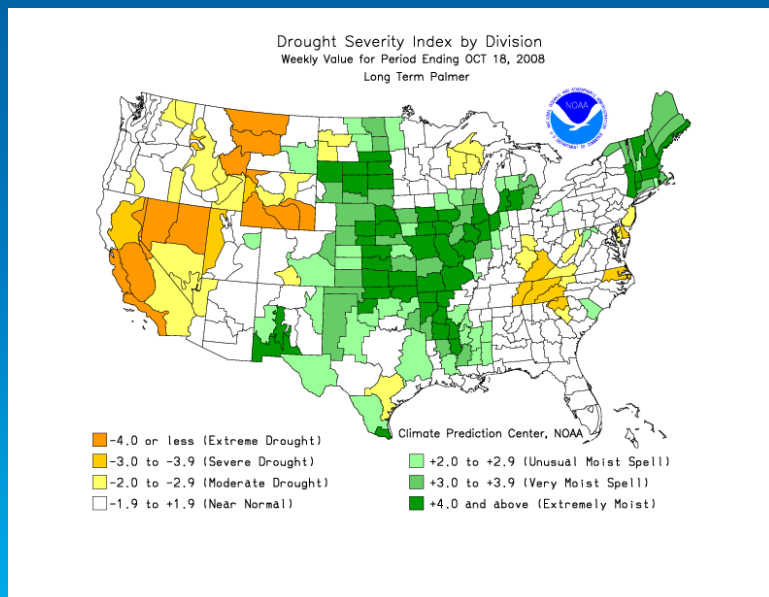 Drought Severity Index by Division
Weekly Value for Period Ending OCT 18, 2008
Long Term Palmer
NOAA
Climate Prediction Center, NOAA
-4.0 or less (Extreme Drought)
-3.0 to -3.9 (Severe Drought)
-2.0 to -2.9 (Moderate Drought)
-1.9 to +1.9 (Near Normal)
+2.0 to +2.9 (Unusual Moist Spell)
+3.0 to +3.9 (Very Moist Spell)
+4.0 and above (Extremely Moist)